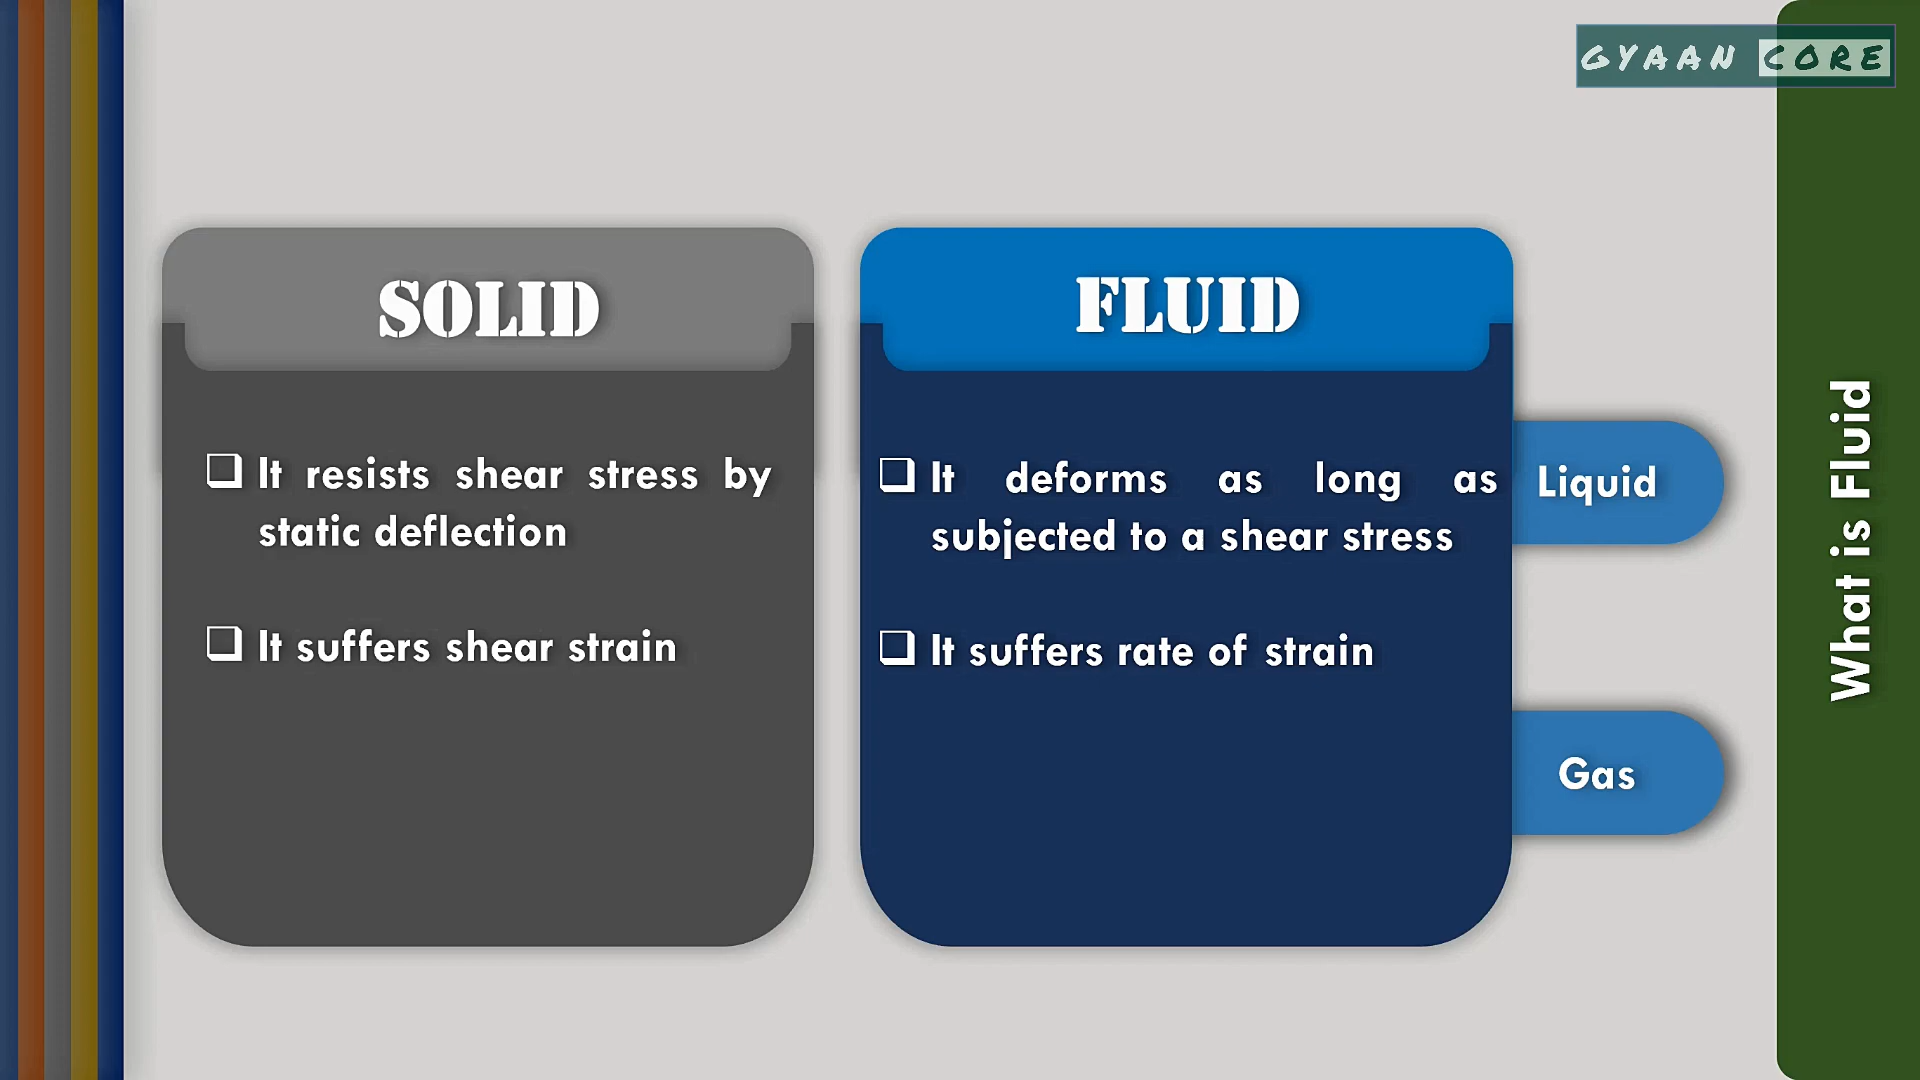 GYAAN CORE
SOLID
❑ It resists shear stress by
static deflection
❑ It suffers shear strain
FLUID
❑ It deforms as long as
subjected to a shear stress
❑ It suffers rate of strain
Liquid
Gas
What is Fluid